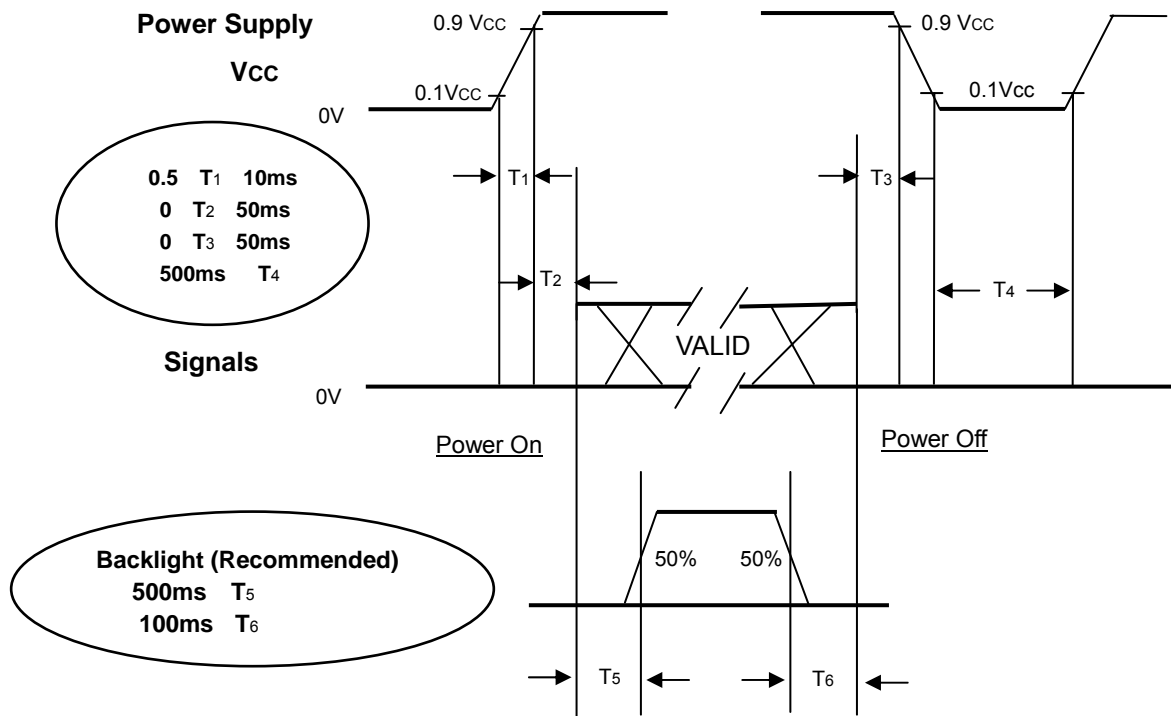 Power Supply
VCC
0.9 VCC
0.1VCC
0V
0.9 VCC
0.1Vcc
0.5 T1 10ms
0 T2 50ms
0 T3 50ms
500ms T4
T1
T2
T3
T4
VALID
Signals
0V
Power On
Power Off
Backlight (Recommended)
500ms T5
100ms T6
50%
50%
T5
T6